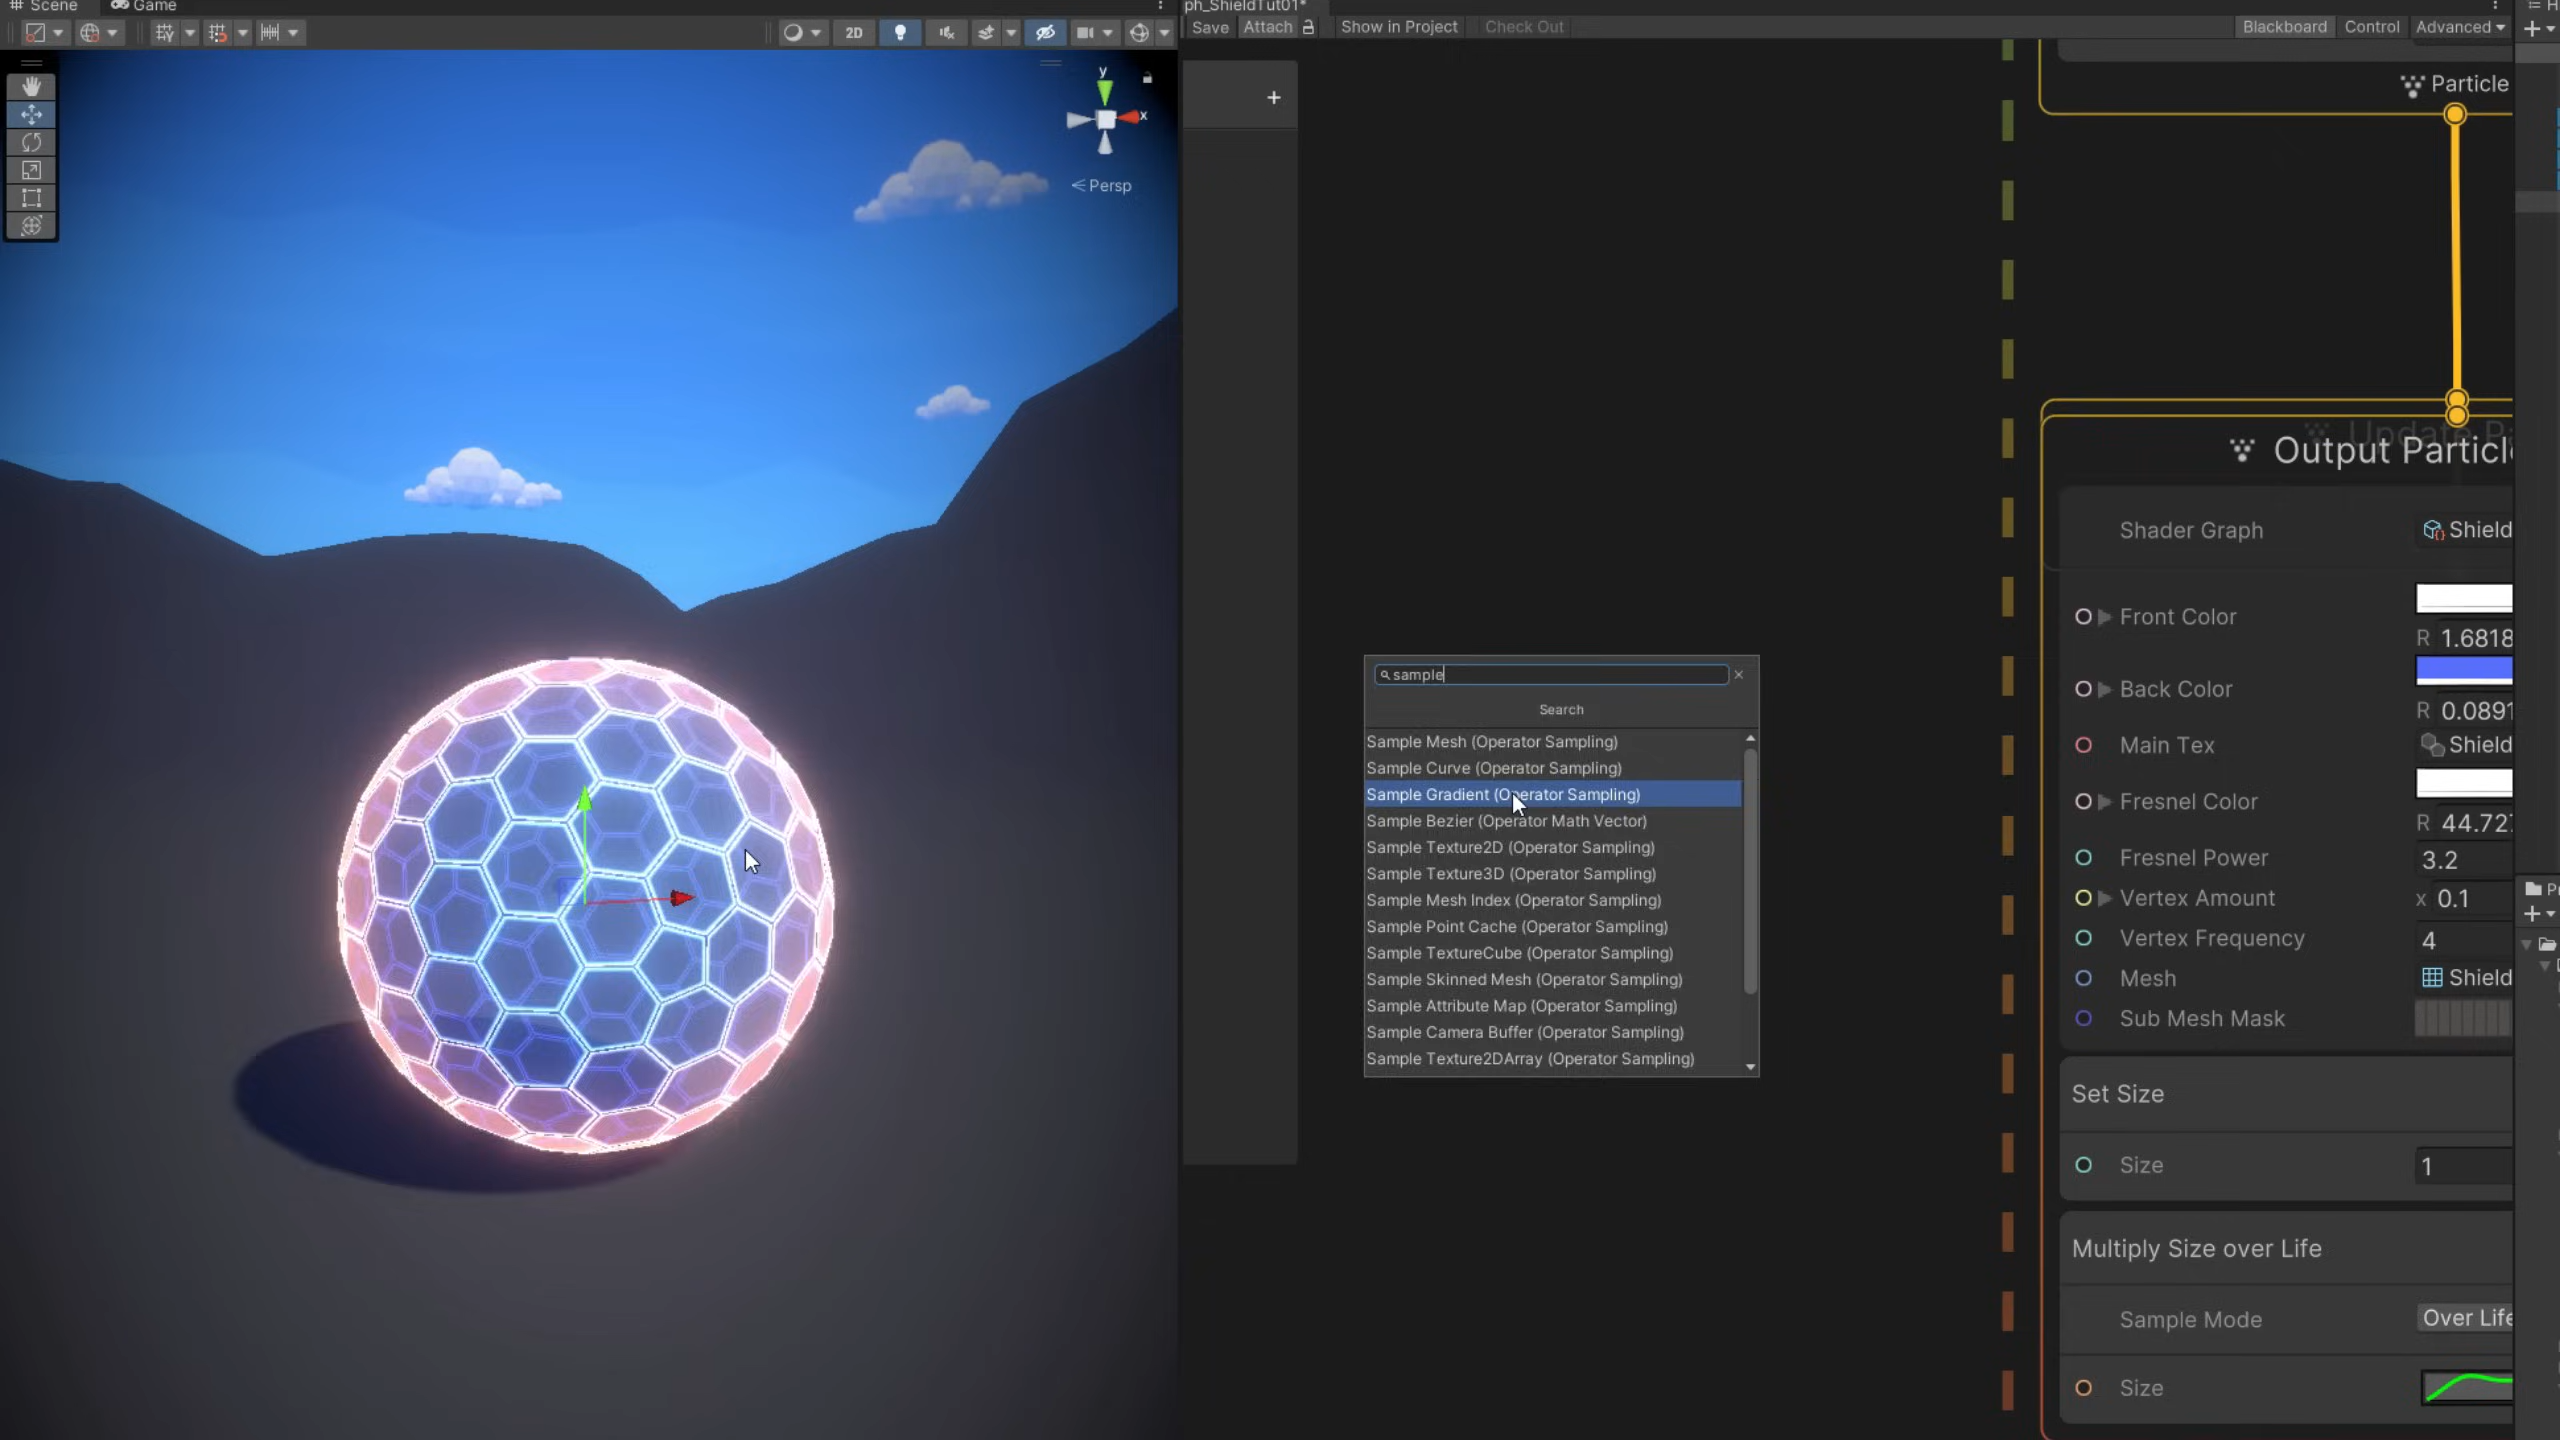 Scene Game
ph_ShieldTut01*
Save Attach Show in Project Check Out Blackboard Control Advanced
2D
y
x
Persp
+
Particle
Output Particl
Shader Graph Shield
Front Color
R 1.6818
Back Color
R 0.0891
Main Tex Shield
Fresnel Color
R 44.727
Fresnel Power 3.2
Vertex Amount x 0.1
Vertex Frequency 4
Mesh Shield
Sub Mesh Mask
Set Size
Size 1
Multiply Size over Life
Sample Mode Over Life
Size
sample
Search
Sample Mesh (Operator Sampling)
Sample Curve (Operator Sampling)
Sample Gradient (Operator Sampling)
Sample Bezier (Operator Math Vector)
Sample Texture2D (Operator Sampling)
Sample Texture3D (Operator Sampling)
Sample Mesh Index (Operator Sampling)
Sample Point Cache (Operator Sampling)
Sample TextureCube (Operator Sampling)
Sample Skinned Mesh (Operator Sampling)
Sample Attribute Map (Operator Sampling)
Sample Camera Buffer (Operator Sampling)
Sample Texture2DArray (Operator Sampling)